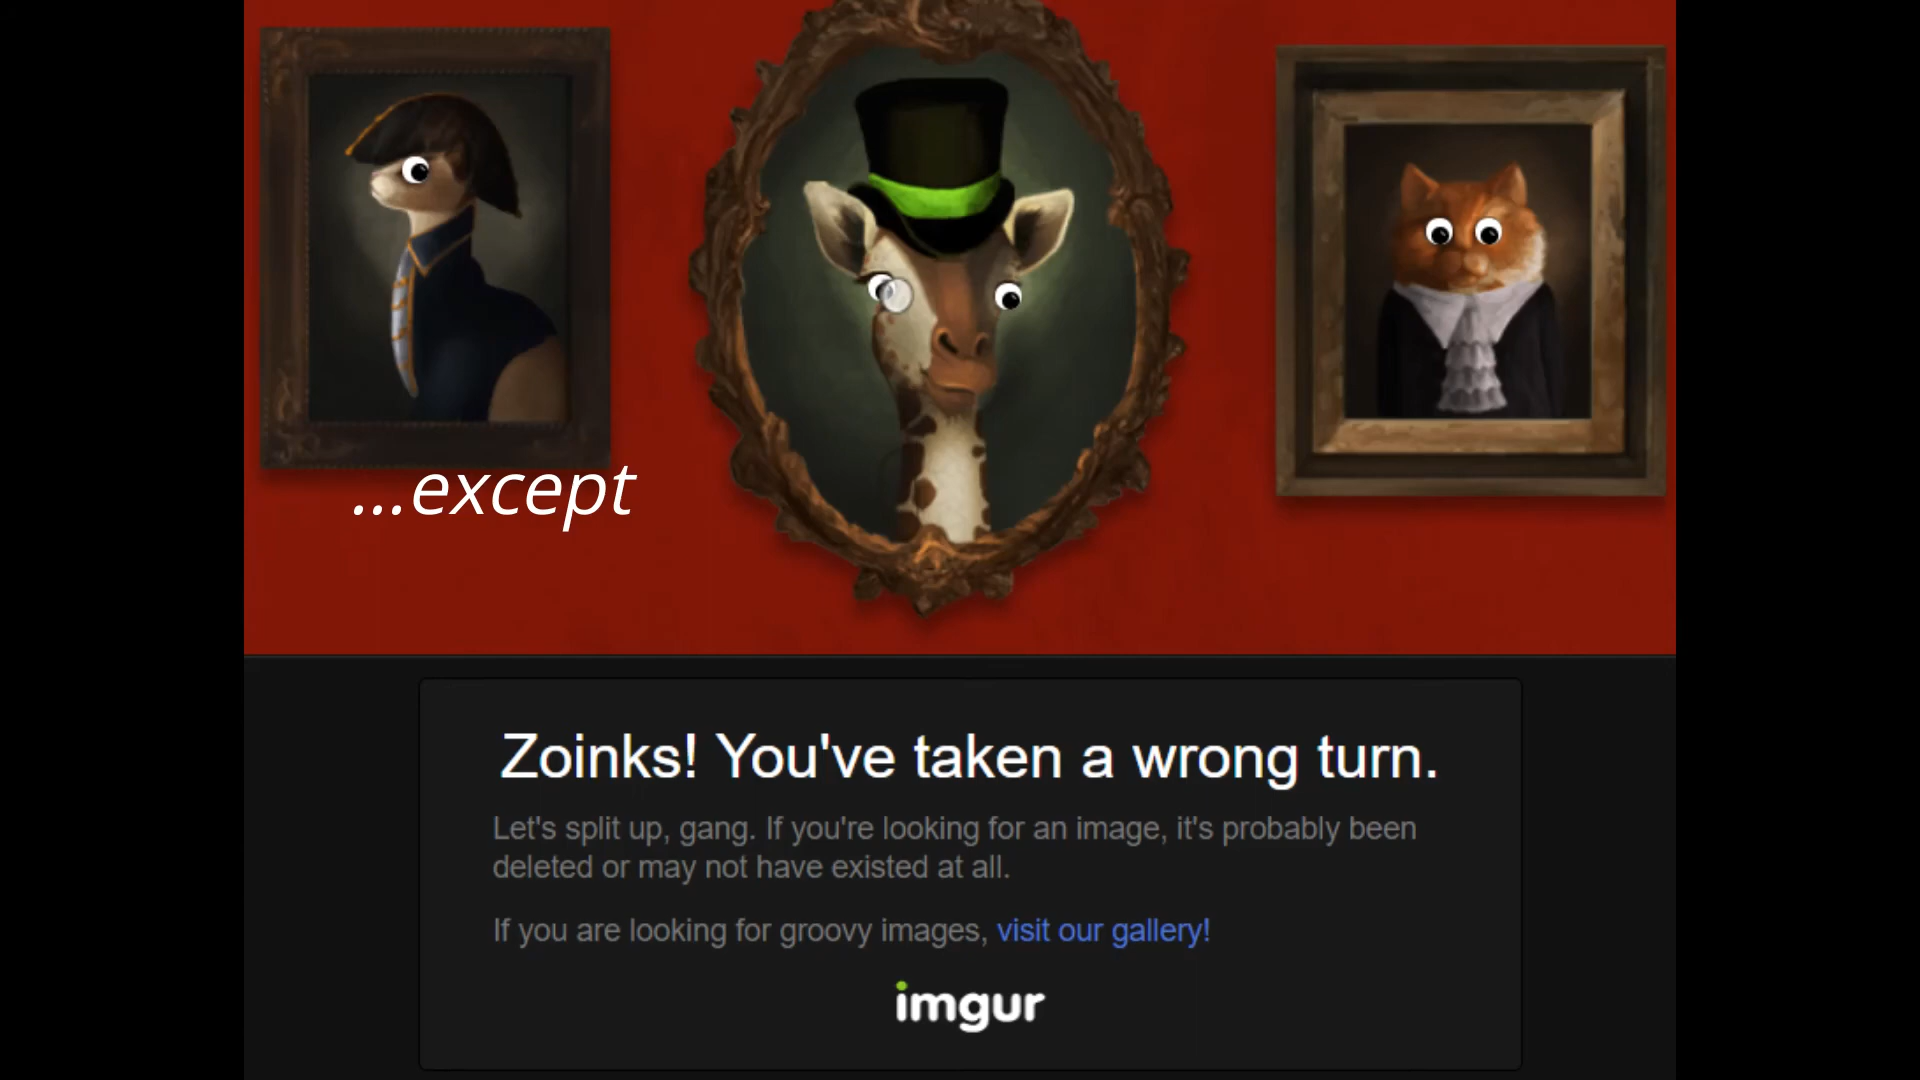 ...except
Zoinks! You've taken a wrong turn.
Let's split up, gang. If you're looking for an image, it's probably been
deleted or may not have existed at all.
If you are looking for groovy images, visit our gallery!
imgur